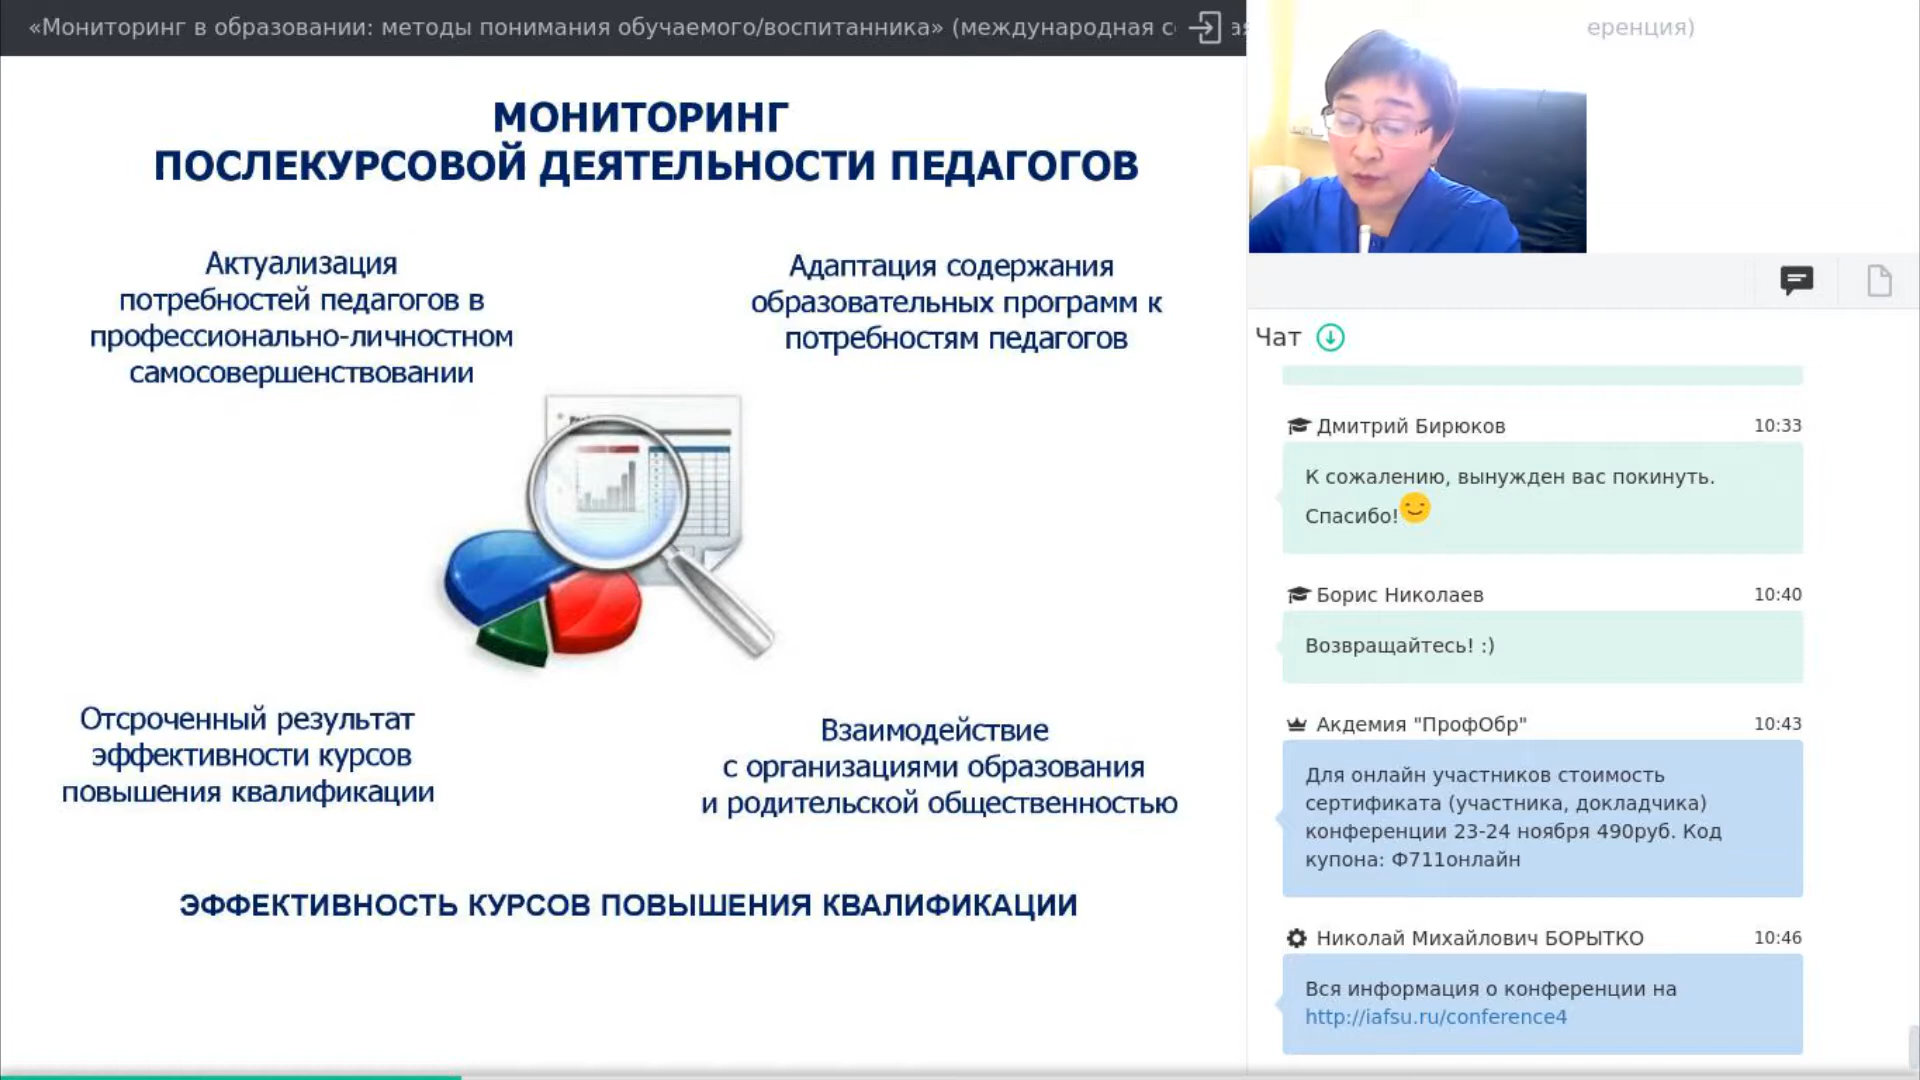 «Мониторинг в образовании: методы понимания обучаемого/воспитанника» (международная
еренция)
МОНИТОРИНГ
ПОСЛЕКУРСОВОЙ ДЕЯТЕЛЬНОСТИ ПЕДАГОГОВ
Актуализация
потребностей педагогов в
профессионально-личностном
самосовершенствовании
Адаптация содержания
образовательных программ к
потребностям педагогов
Отсроченный результат
эффективности курсов
повышения квалификации
Взаимодействие
с организациями образования
и родительской общественностью
ЭФФЕКТИВНОСТЬ КУРСОВ ПОВЫШЕНИЯ КВАЛИФИКАЦИИ
Чат
Дмитрий Бирюков 10:33
К сожалению, вынужден вас покинуть.
Спасибо!
Борис Николаев 10:40
Возвращайтесь! :)
Акдемия "ПрофОбр" 10:43
Для онлайн участников стоимость
сертификата (участника, докладчика)
конференции 23-24 ноября 490руб. Код
купона: Ф711онлайн
Николай Михайлович БОРЫТКО 10:46
Вся информация о конференции на
http://iafsu.ru/conference4